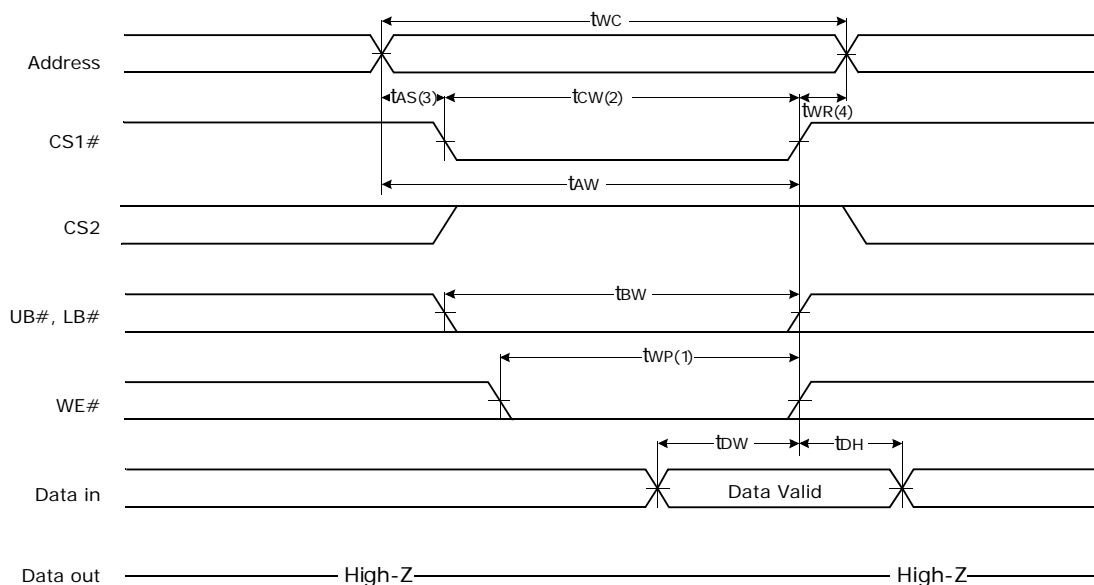 tWC
Address
tAS(3) tCW(2) tWR(4)
CS1#
tAW
CS2
tBW
UB#, LB#
tWP(1)
WE#
tDW tDH
Data in Data Valid
Data out High-Z High-Z